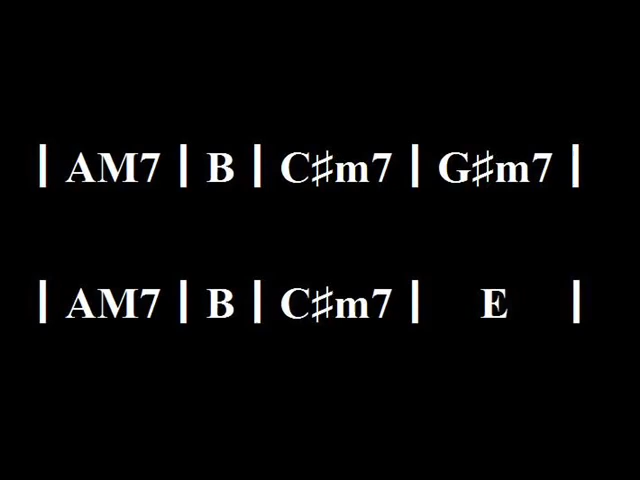 | AM7 | B | C♯m7 | G♯m7 |
| AM7 | B | C♯m7 | E |